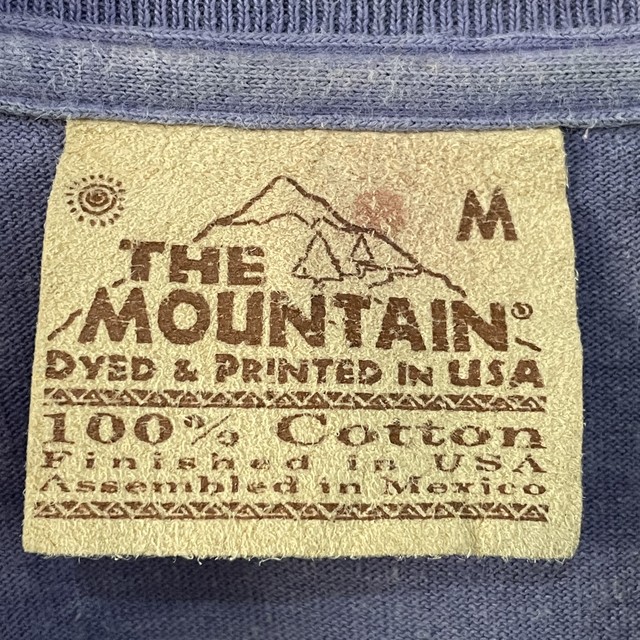 M
THE
MOUNTAIN®
DYED & PRINTED IN USA
100% Cotton
Finished in USA
Assembled in Mexico